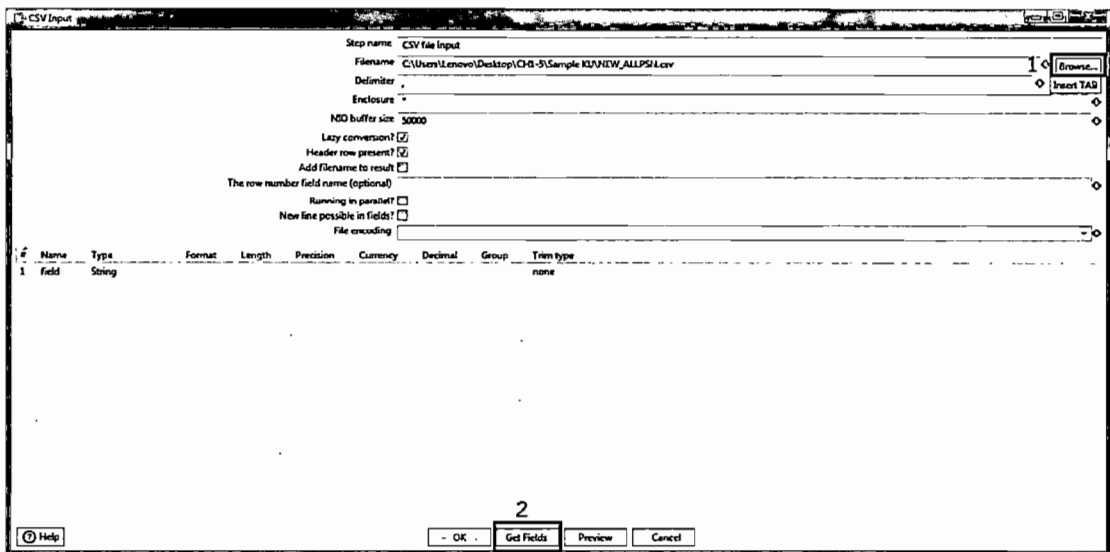 CSV Input
Step name CSV file input
1
Filename C:\Users\Lenovo\Desktop\CH1-5\Sample KU\NEW_ALLPSN.csv Browse...
Delimiter , Insert TAB
Enclosure "
NIO buffer size 50000
Lazy conversion?
Header row present?
Add filename to result
The row number field name (optional)
Running in parallel?
New line possible in fields?
File encoding
# Name Type Format Length Precision Currency Decimal Group Trim type
1 field String none
2
Help OK Get Fields Preview Cancel